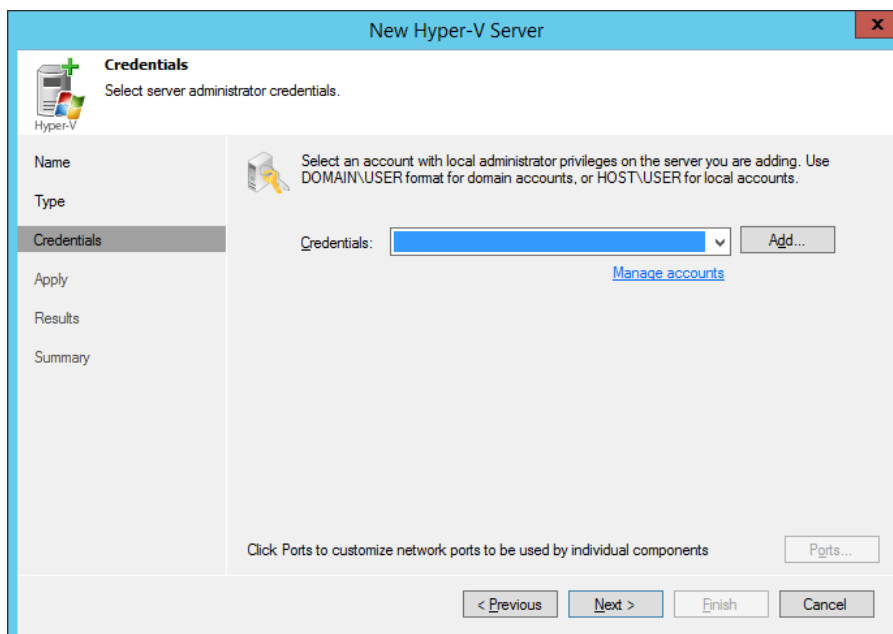 New Hyper-V Server
x
Credentials
Select server administrator credentials.
Hyper-V
Name
Type
Credentials
Apply
Results
Summary
Select an account with local administrator privileges on the server you are adding. Use
DOMAIN\USER format for domain accounts, or HOST\USER for local accounts.
Credentials:
Add...
Manage accounts
Click Ports to customize network ports to be used by individual components
Ports...
< Previous
Next >
Finish
Cancel